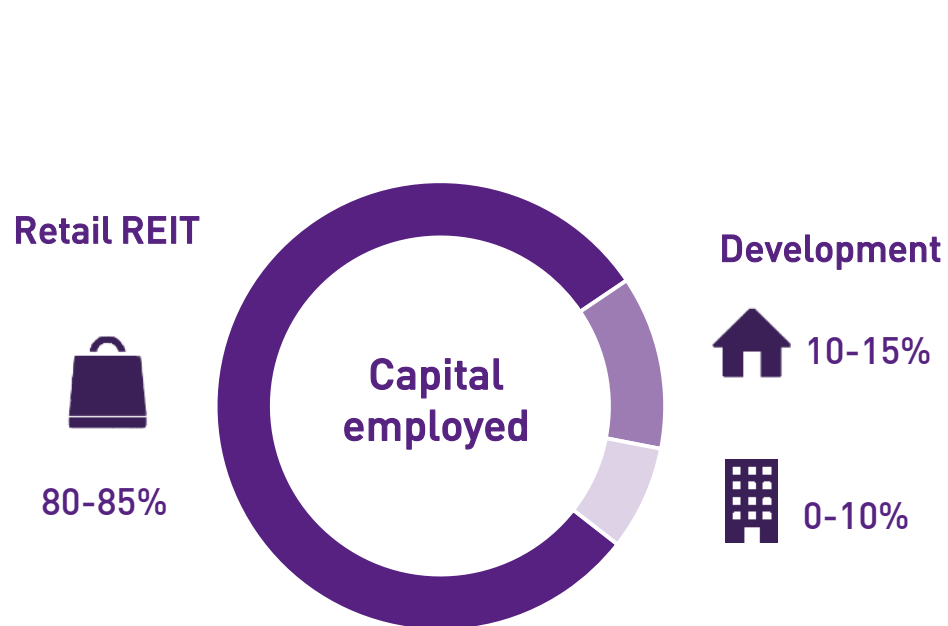 Retail REIT
80-85%
Capital
employed
Development
10-15%
0-10%